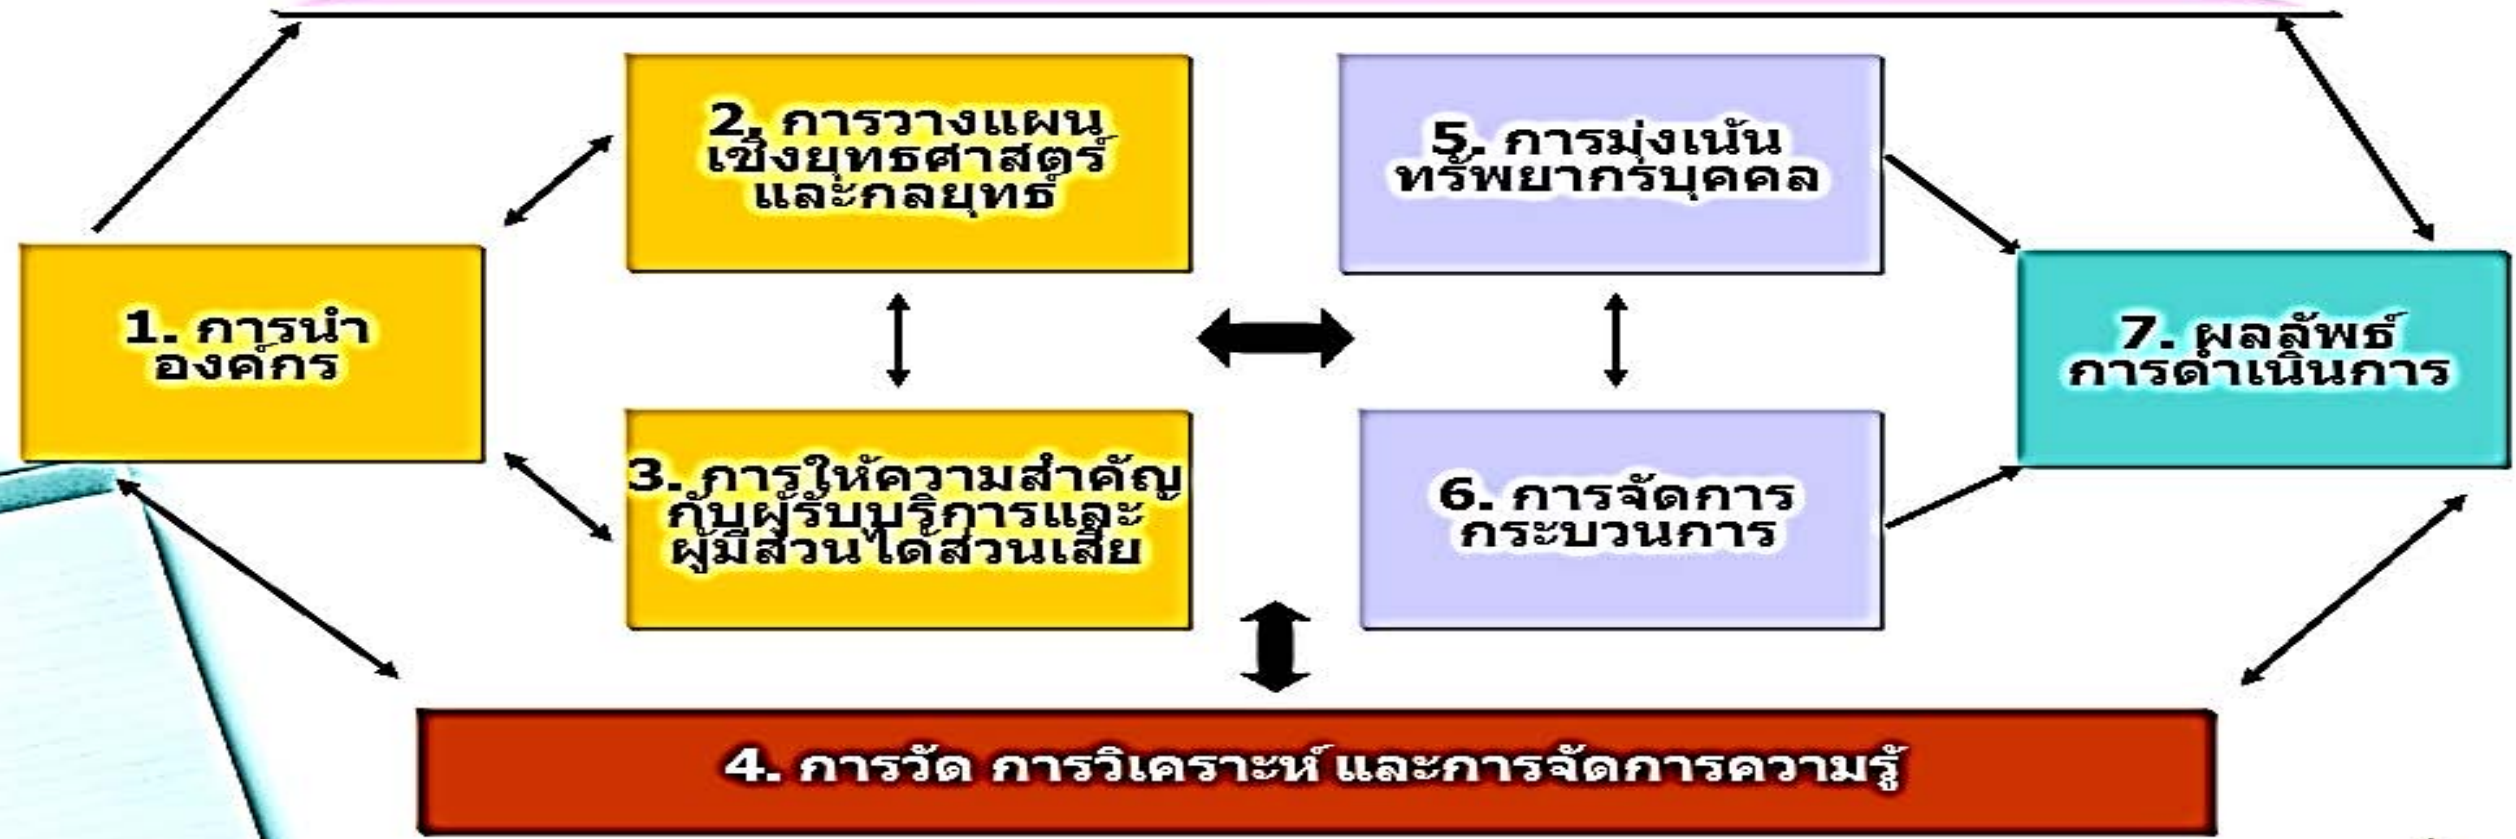 2. การวางแผน
เชิงยุทธศาสตร์
และกลยุทธ์
5. การมุ่งเน้น
ทรัพยากรบุคคล
1. การนำ
องค์กร
7. ผลลัพธ์
การดำเนินการ
3. การให้ความสำคัญ
กับผู้รับบริการและ
ผู้มีส่วนได้ส่วนเสีย
6. การจัดการ
กระบวนการ
4. การวัด การวิเคราะห์ และการจัดการความรู้